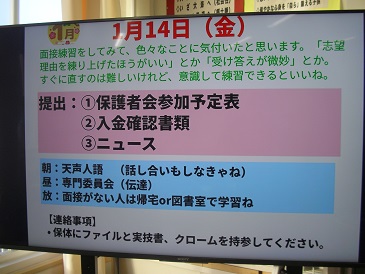 1月
1月14日（金）
面接練習をしてみて、色々なことに気付いたと思います。「志望
理由を練り上げたほうがいい」とか「受け答えが微妙」とか。
すぐに直すのは難しいけれど、意識して練習できるといいね。
提出：①保護者会参加予定表
②入金確認書類
③ニュース
朝：天声人語　（話し合いもしなきゃね）
昼：専門委員会（伝達）
放：面接がない人は帰宅or図書室で学習ね
【連絡事項】
・保体にファイルと実技書、クロームを持参してください。